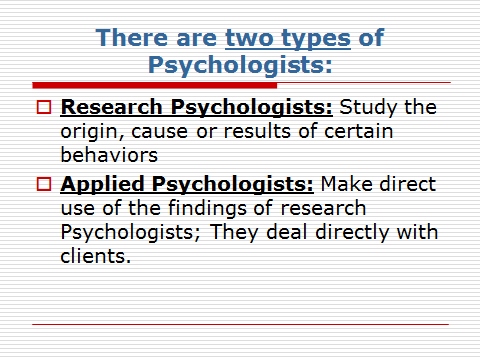 There are two types of
Psychologists:
Research Psychologists: Study the
origin, cause or results of certain
behaviors
Applied Psychologists: Make direct
use of the findings of research
Psychologists; They deal directly with
clients.